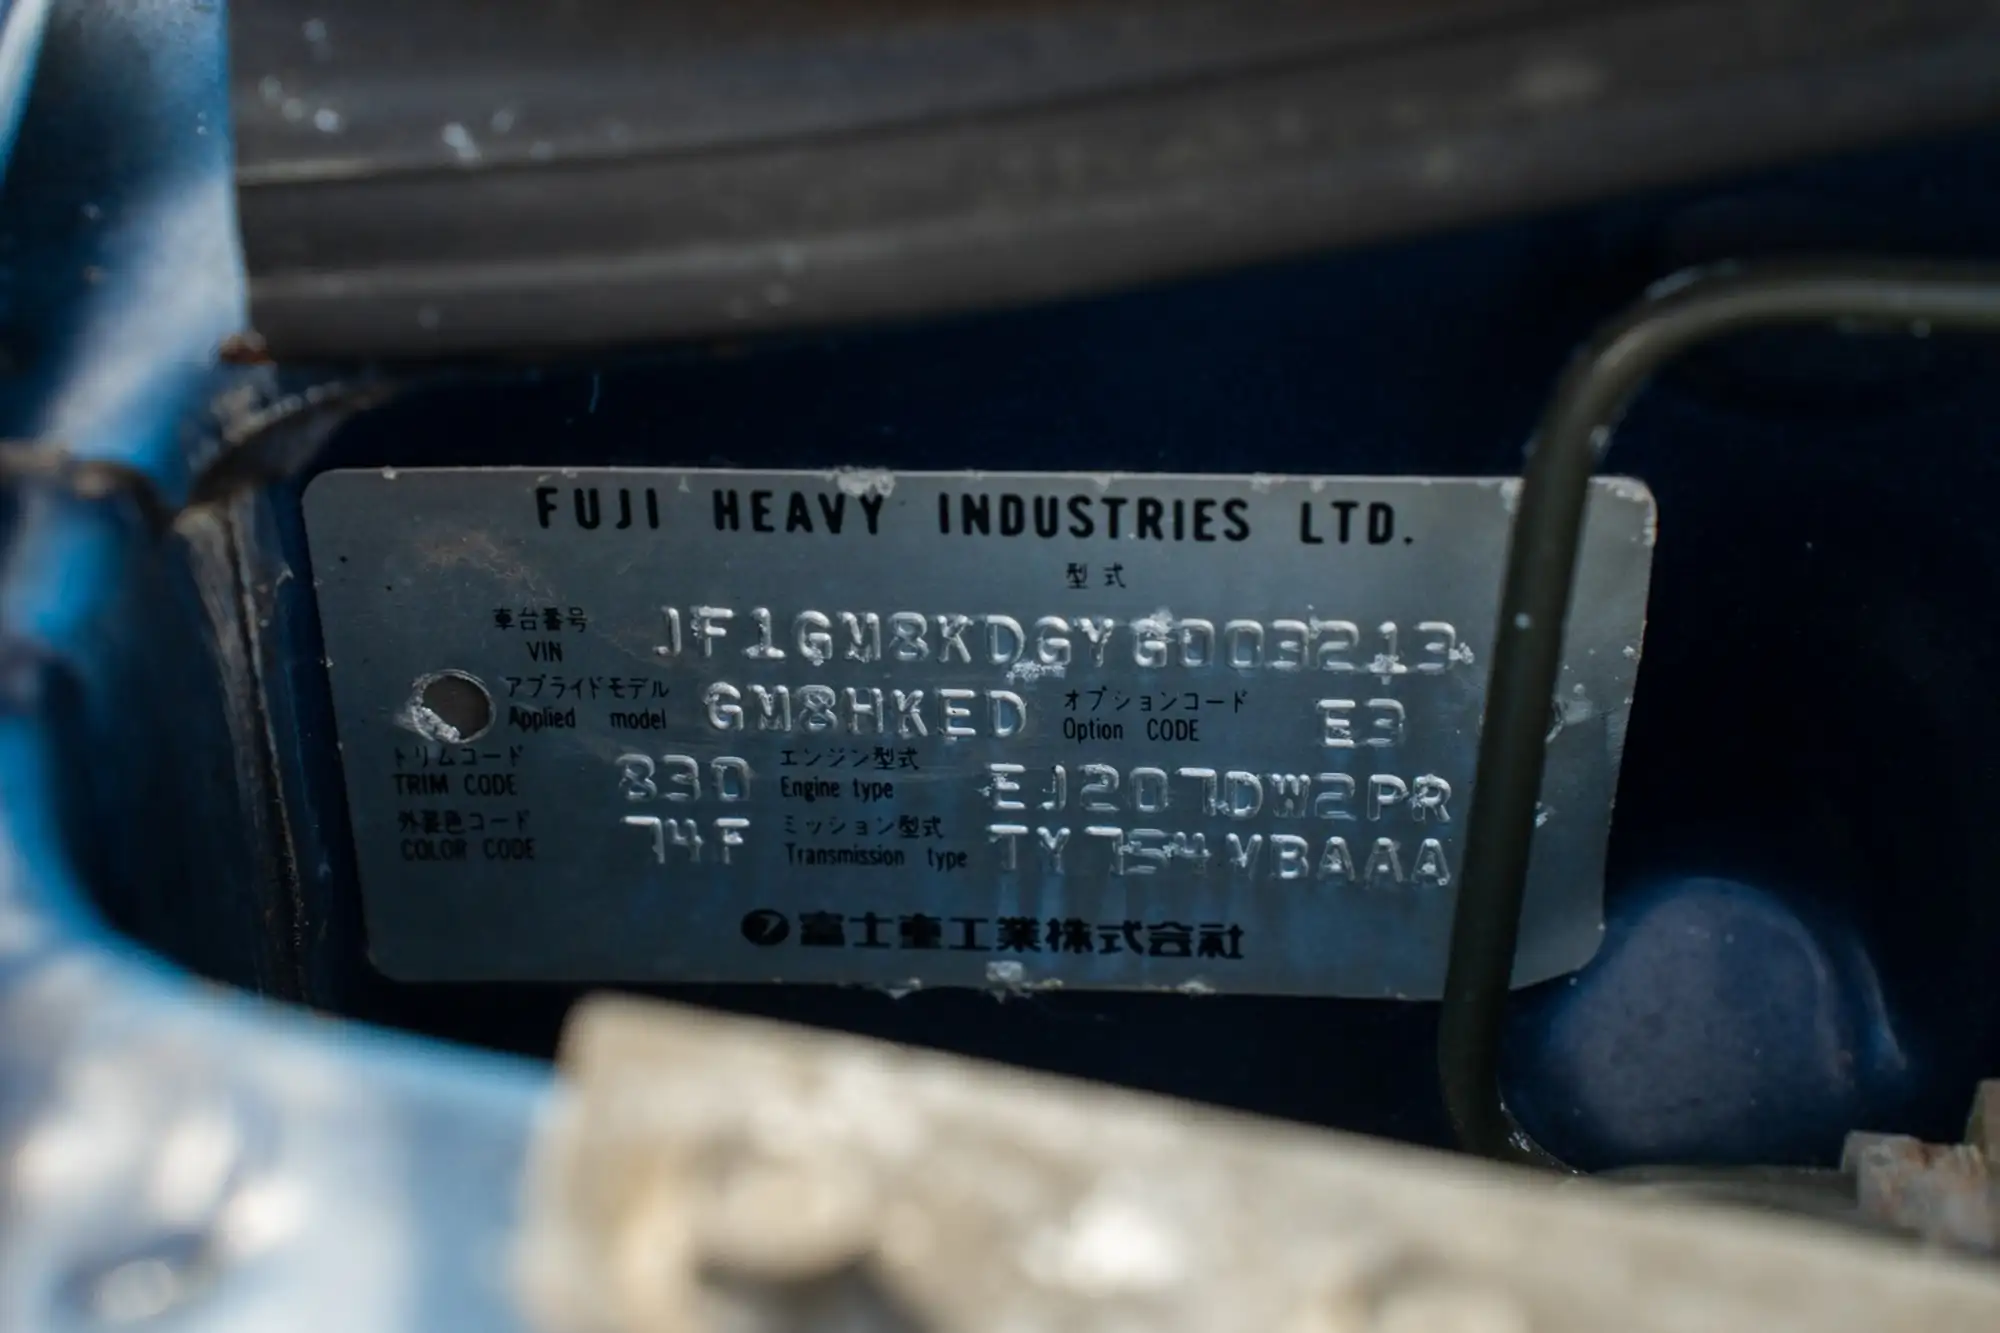 FUJI HEAVY INDUSTRIES LTD.
型式
車台番号
VIN
JF1GM8KDGYG003213
アプライドモデル
Applied model
GM8HKED
オプションコード
Option CODE
E3
トリムコード
TRIM CODE
830
エンジン型式
Engine type
EJ207DW2PR
外装色コード
COLOR CODE
74F
ミッション型式
Transmission type
TY754VBAAA
富士重工業株式会社